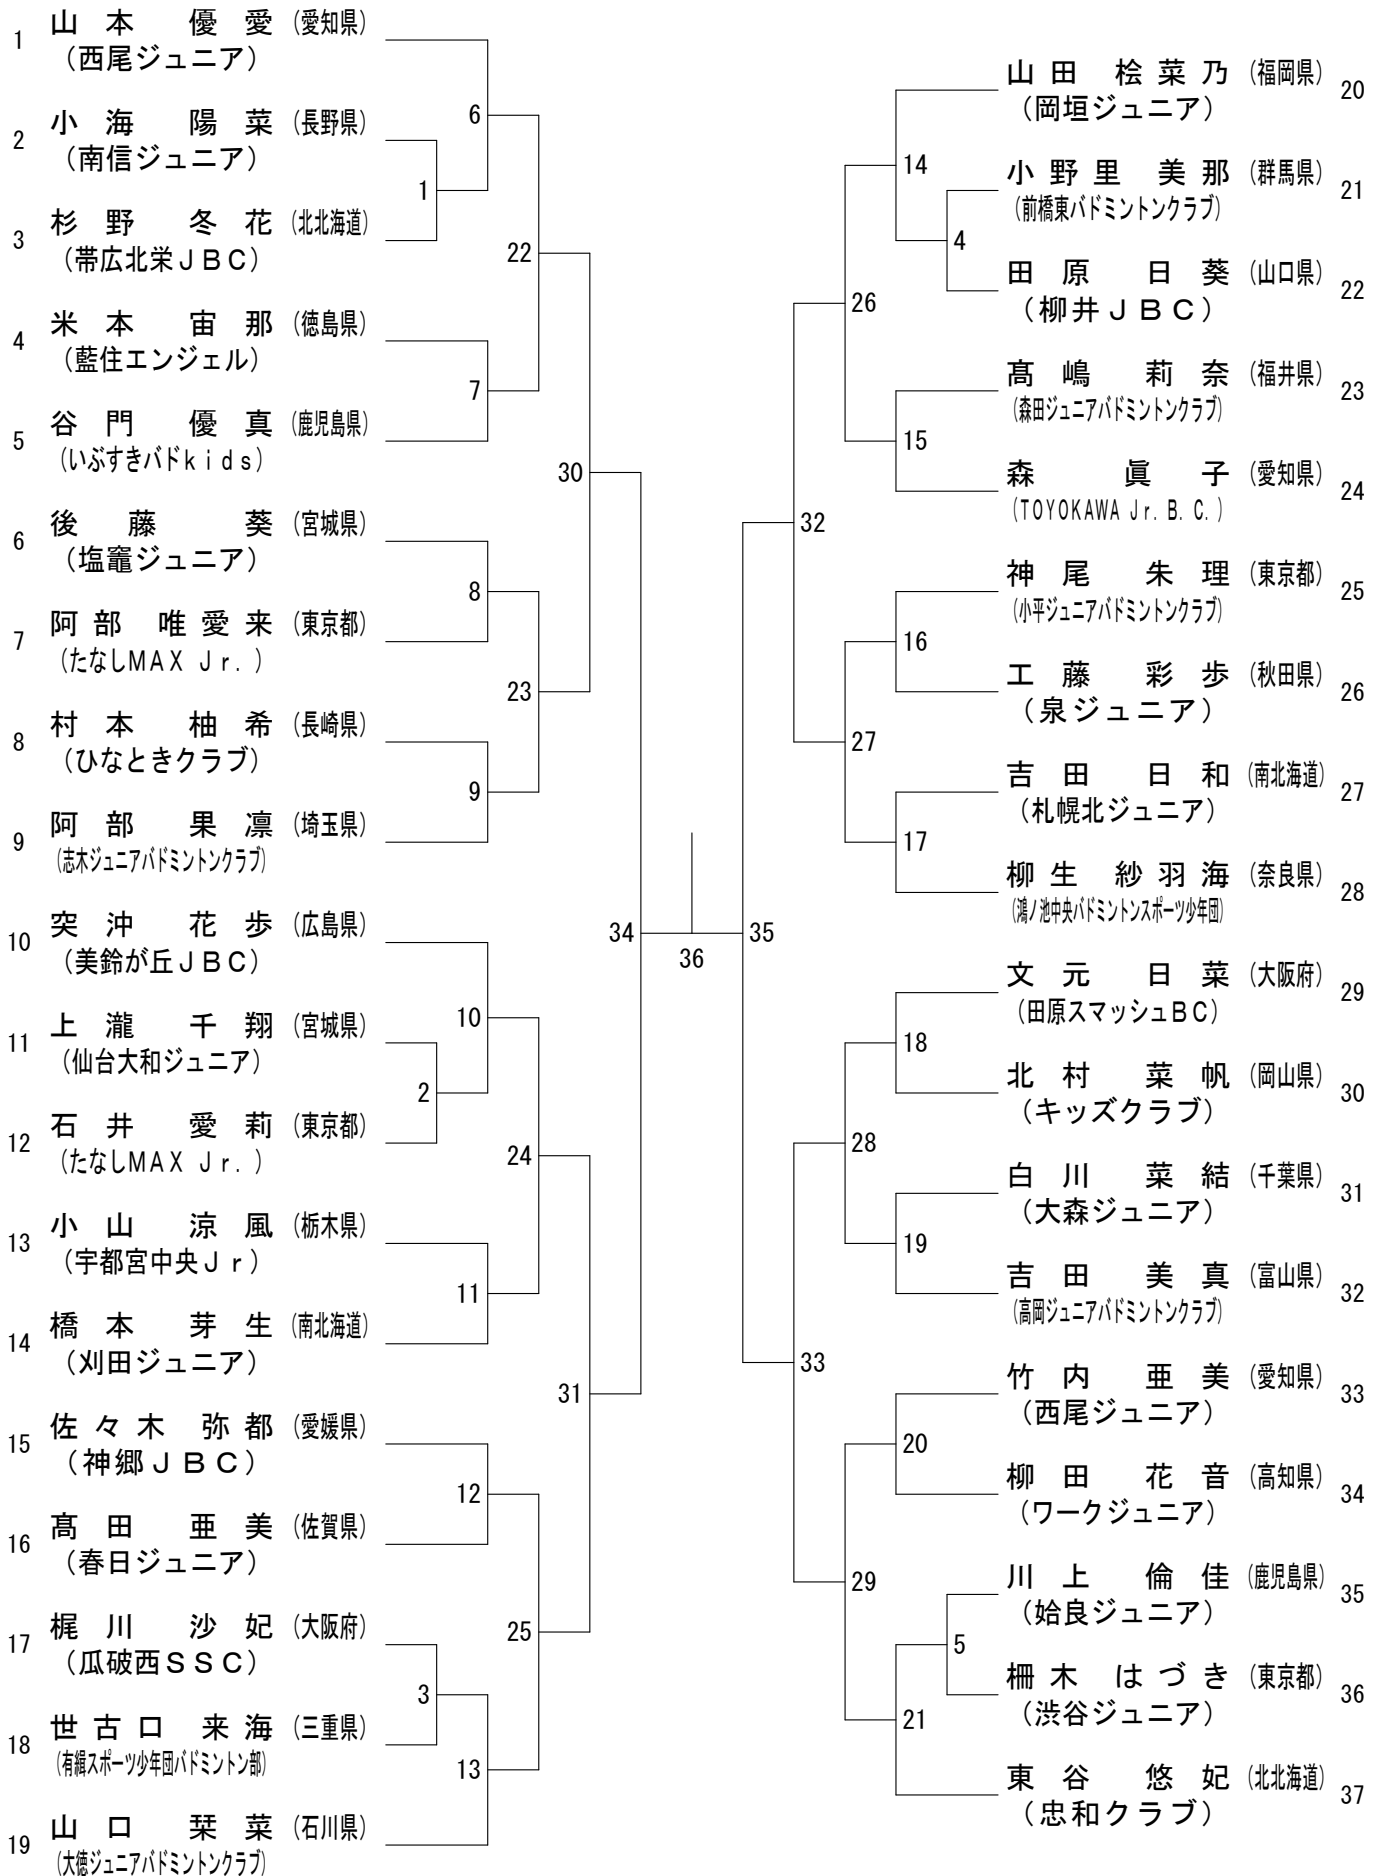 1 山本 優愛 (愛知県)
(西尾ジュニア)
2 小海 陽菜 (長野県)
(南信ジュニア)
3 杉野 冬花 (北北海道)
(帯広北栄JBC)
4 米本 宙那 (徳島県)
(藍住エンジェル)
5 谷門 優真 (鹿児島県)
(いぶすきバドkids)
6 後藤 葵 (宮城県)
(塩竈ジュニア)
7 阿部 唯愛来 (東京都)
(たなしMAX Jr.)
8 村本 柚希 (長崎県)
(ひなときクラブ)
9 阿部 果凛 (埼玉県)
(志木ジュニアバドミントンクラブ)
10 突沖 花歩 (広島県)
(美鈴が丘JBC)
11 上瀧 千翔 (宮城県)
(仙台大和ジュニア)
12 石井 愛莉 (東京都)
(たなしMAX Jr.)
13 小山 涼風 (栃木県)
(宇都宮中央Jr)
14 橋本 芽生 (南北海道)
(刈田ジュニア)
15 佐々木 弥都 (愛媛県)
(神郷JBC)
16 髙田 亜美 (佐賀県)
(春日ジュニア)
17 梶川 沙妃 (大阪府)
(瓜破西SSC)
18 世古口 来海 (三重県)
(有緝スポーツ少年団バドミントン部)
19 山口 栞菜 (石川県)
(大徳ジュニアバドミントンクラブ)
1
2
3
6
7
8
9
10
11
12
13
22
23
24
25
30
31
34
36
35
32
33
26
27
28
29
14
15
16
17
18
19
20
21
4
5
山田 桧菜乃 (福岡県) 20
(岡垣ジュニア)
小野里 美那 (群馬県) 21
(前橋東バドミントンクラブ)
田原 日葵 (山口県) 22
(柳井JBC)
髙嶋 莉奈 (福井県) 23
(森田ジュニアバドミントンクラブ)
森 眞子 (愛知県) 24
(TOYOKAWA Jr.B.C.)
神尾 朱理 (東京都) 25
(小平ジュニアバドミントンクラブ)
工藤 彩歩 (秋田県) 26
(泉ジュニア)
吉田 日和 (南北海道) 27
(札幌北ジュニア)
柳生 紗羽海 (奈良県) 28
(鴻ノ池中央バドミントンスポーツ少年団)
文元 日菜 (大阪府) 29
(田原スマッシュBC)
北村 菜帆 (岡山県) 30
(キッズクラブ)
白川 菜結 (千葉県) 31
(大森ジュニア)
吉田 美真 (富山県) 32
(高岡ジュニアバドミントンクラブ)
竹内 亜美 (愛知県) 33
(西尾ジュニア)
柳田 花音 (高知県) 34
(ワークジュニア)
川上 倫佳 (鹿児島県) 35
(姶良ジュニア)
柵木 はづき (東京都) 36
(渋谷ジュニア)
東谷 悠妃 (北北海道) 37
(忠和クラブ)